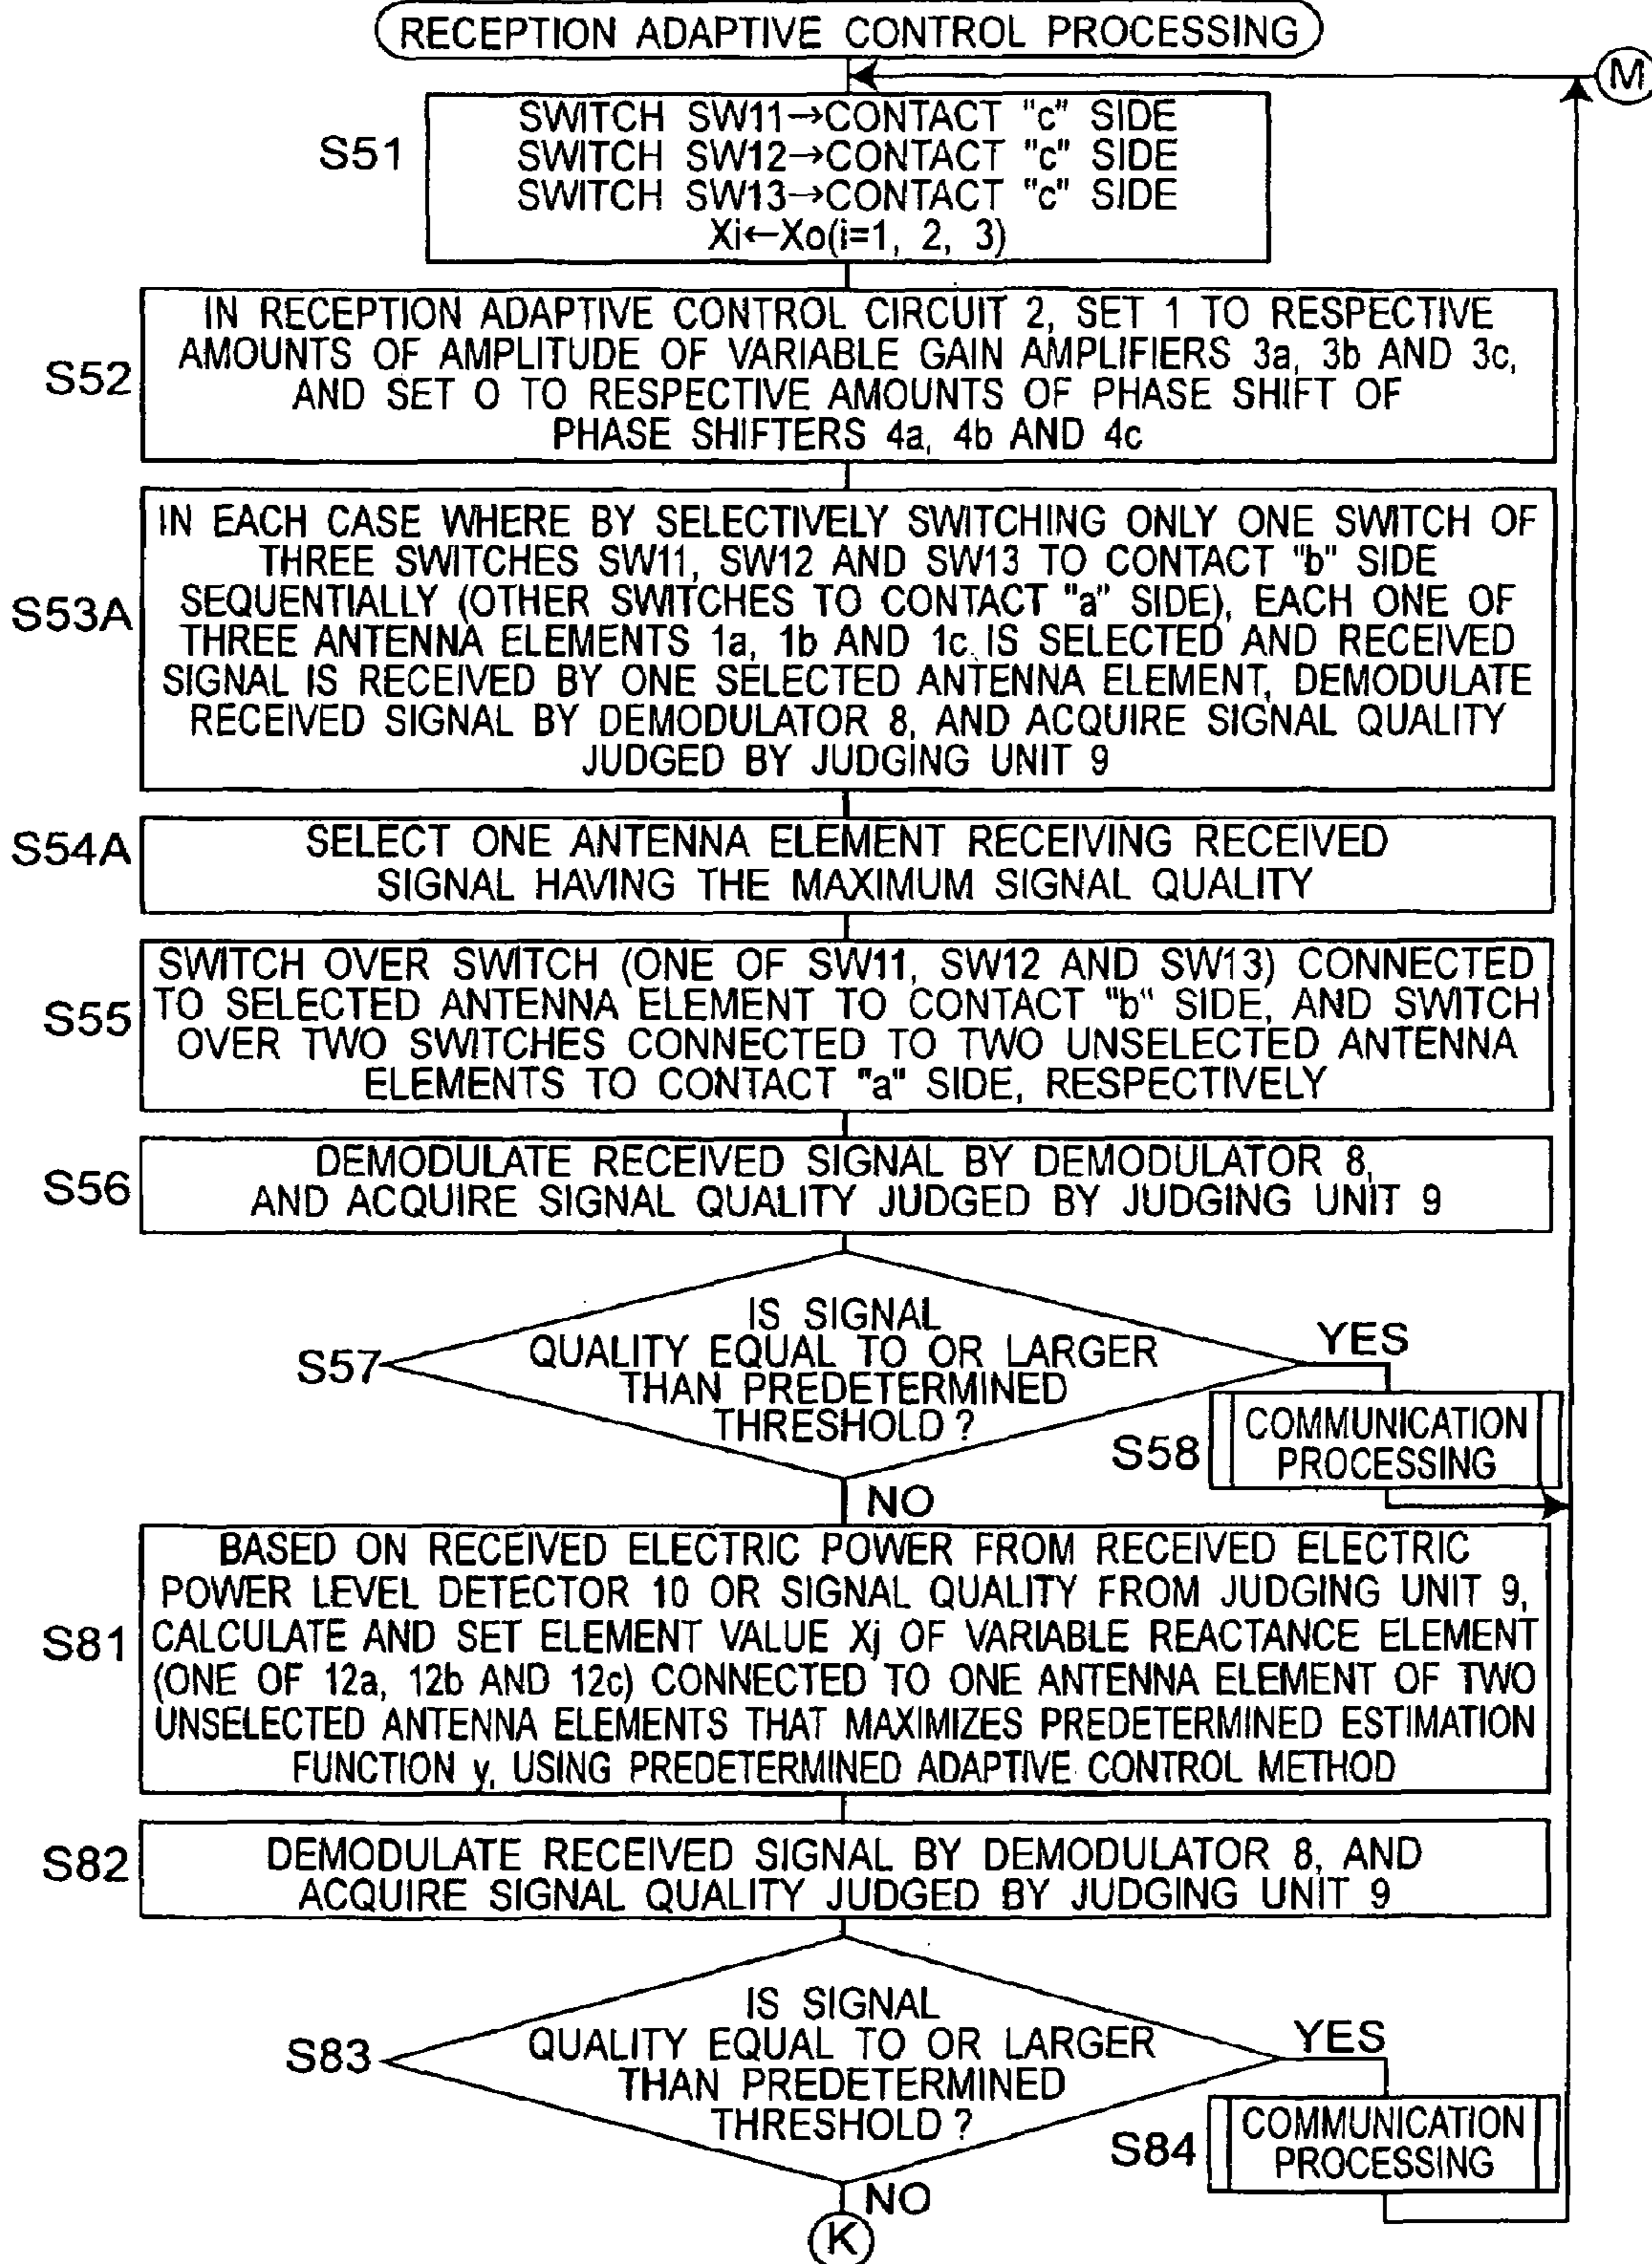 RECEPTION ADAPTIVE CONTROL PROCESSING
M
S51
SWITCH SW11→CONTACT "c" SIDE
SWITCH SW12→CONTACT "c" SIDE
SWITCH SW13→CONTACT "c" SIDE
Xi←Xo(i=1, 2, 3)
S52
IN RECEPTION ADAPTIVE CONTROL CIRCUIT 2, SET 1 TO RESPECTIVE
AMOUNTS OF AMPLITUDE OF VARIABLE GAIN AMPLIFIERS 3a, 3b AND 3c,
AND SET 0 TO RESPECTIVE AMOUNTS OF PHASE SHIFT OF
PHASE SHIFTERS 4a, 4b AND 4c
S53A
IN EACH CASE WHERE BY SELECTIVELY SWITCHING ONLY ONE SWITCH OF
THREE SWITCHES SW11, SW12 AND SW13 TO CONTACT "b" SIDE
SEQUENTIALLY (OTHER SWITCHES TO CONTACT "a" SIDE), EACH ONE OF
THREE ANTENNA ELEMENTS 1a, 1b AND 1c IS SELECTED AND RECEIVED
SIGNAL IS RECEIVED BY ONE SELECTED ANTENNA ELEMENT, DEMODULATE
RECEIVED SIGNAL BY DEMODULATOR 8, AND ACQUIRE SIGNAL QUALITY
JUDGED BY JUDGING UNIT 9
S54A
SELECT ONE ANTENNA ELEMENT RECEIVING RECEIVED
SIGNAL HAVING THE MAXIMUM SIGNAL QUALITY
S55
SWITCH OVER SWITCH (ONE OF SW11, SW12 AND SW13) CONNECTED
TO SELECTED ANTENNA ELEMENT TO CONTACT "b" SIDE, AND SWITCH
OVER TWO SWITCHES CONNECTED TO TWO UNSELECTED ANTENNA
ELEMENTS TO CONTACT "a" SIDE, RESPECTIVELY
S56
DEMODULATE RECEIVED SIGNAL BY DEMODULATOR 8,
AND ACQUIRE SIGNAL QUALITY JUDGED BY JUDGING UNIT 9
S57
IS SIGNAL
QUALITY EQUAL TO OR LARGER
THAN PREDETERMINED
THRESHOLD ?
YES
S58
COMMUNICATION
PROCESSING
NO
S81
BASED ON RECEIVED ELECTRIC POWER FROM RECEIVED ELECTRIC
POWER LEVEL DETECTOR 10 OR SIGNAL QUALITY FROM JUDGING UNIT 9,
CALCULATE AND SET ELEMENT VALUE Xj OF VARIABLE REACTANCE ELEMENT
(ONE OF 12a, 12b AND 12c) CONNECTED TO ONE ANTENNA ELEMENT OF TWO
UNSELECTED ANTENNA ELEMENTS THAT MAXIMIZES PREDETERMINED ESTIMATION
FUNCTION y, USING PREDETERMINED ADAPTIVE CONTROL METHOD
S82
DEMODULATE RECEIVED SIGNAL BY DEMODULATOR 8, AND
ACQUIRE SIGNAL QUALITY JUDGED BY JUDGING UNIT 9
S83
IS SIGNAL
QUALITY EQUAL TO OR LARGER
THAN PREDETERMINED
THRESHOLD ?
YES
S84
COMMUNICATION
PROCESSING
NO
K